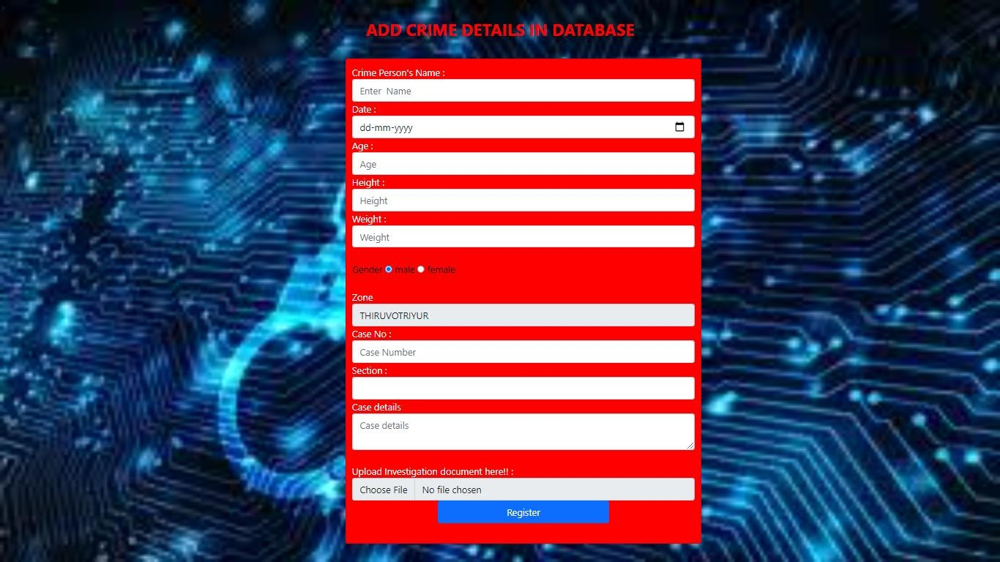 >
ADD CRIME DETAILS IN DATABASE
Crime Person's Name :
Enter  Name
Date :
dd-mm-yyyy
Age :
Age
Height :
Height
Weight :
Weight
Gender male female
Zone
THIRUVOTRIYUR
Case No :
Case Number
Section :
Case details
Case details
Upload Investigation document here!! :
Choose File No file chosen
Register